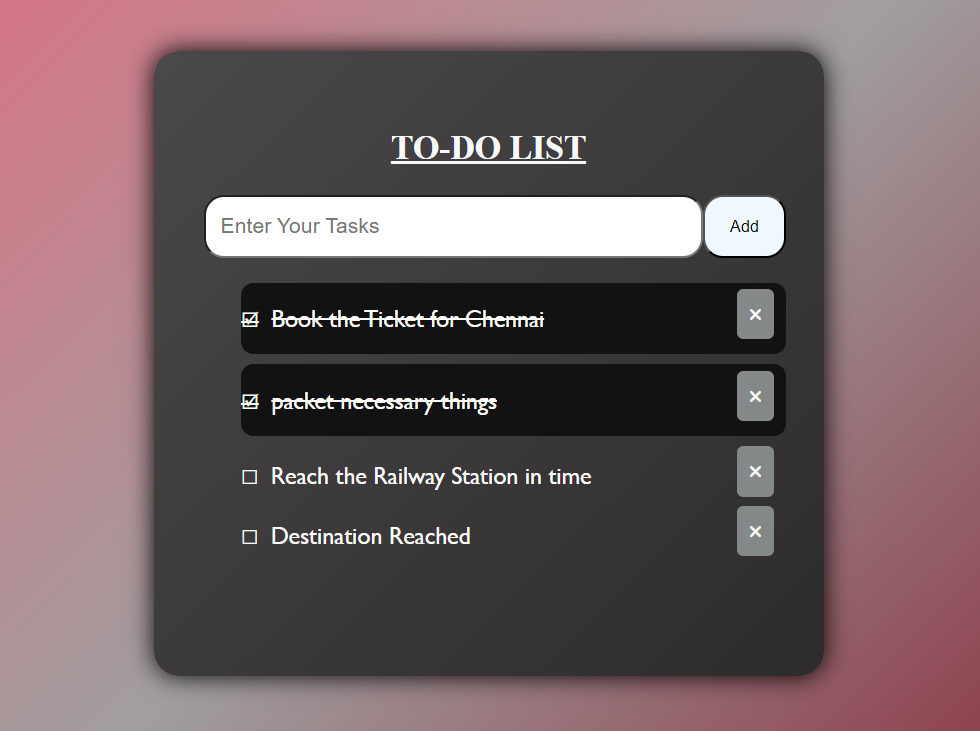 TO-DO LIST
Enter Your Tasks
Add
☑ Book the Ticket for Chennai ×
☑ packet necessary things ×
☐ Reach the Railway Station in time ×
☐ Destination Reached ×